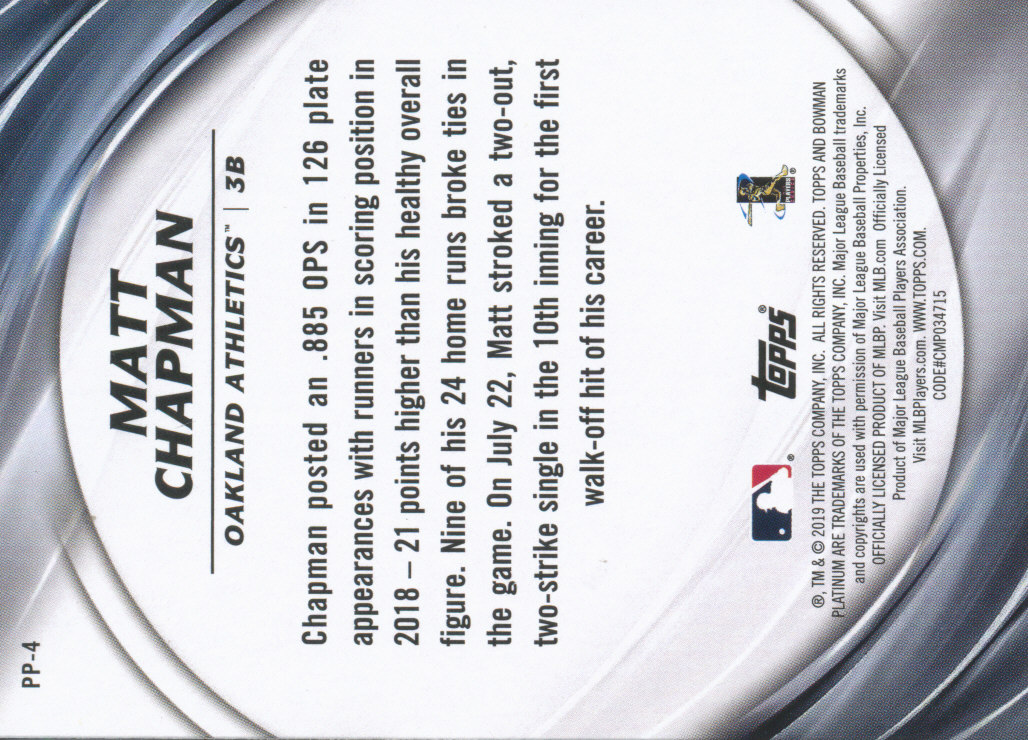 PP-4
MATT
CHAPMAN
OAKLAND ATHLETICS™ | 3B
Chapman posted an .885 OPS in 126 plate
appearances with runners in scoring position in
2018 – 21 points higher than his healthy overall
figure. Nine of his 24 home runs broke ties in
the game. On July 22, Matt stroked a two-out,
two-strike single in the 10th inning for the first
walk-off hit of his career.
®
topps®
PLAYERS ®
®, TM & © 2019 THE TOPPS COMPANY, INC. ALL RIGHTS RESERVED. TOPPS AND BOWMAN
PLATINUM ARE TRADEMARKS OF THE TOPPS COMPANY, INC. Major League Baseball trademarks
and copyrights are used with permission of Major League Baseball Properties, Inc.
OFFICIALLY LICENSED PRODUCT OF MLBP. Visit MLB.com Officially Licensed
Product of Major League Baseball Players Association.
Visit MLBPlayers.com. WWW.TOPPS.COM.
CODE#CMP034715